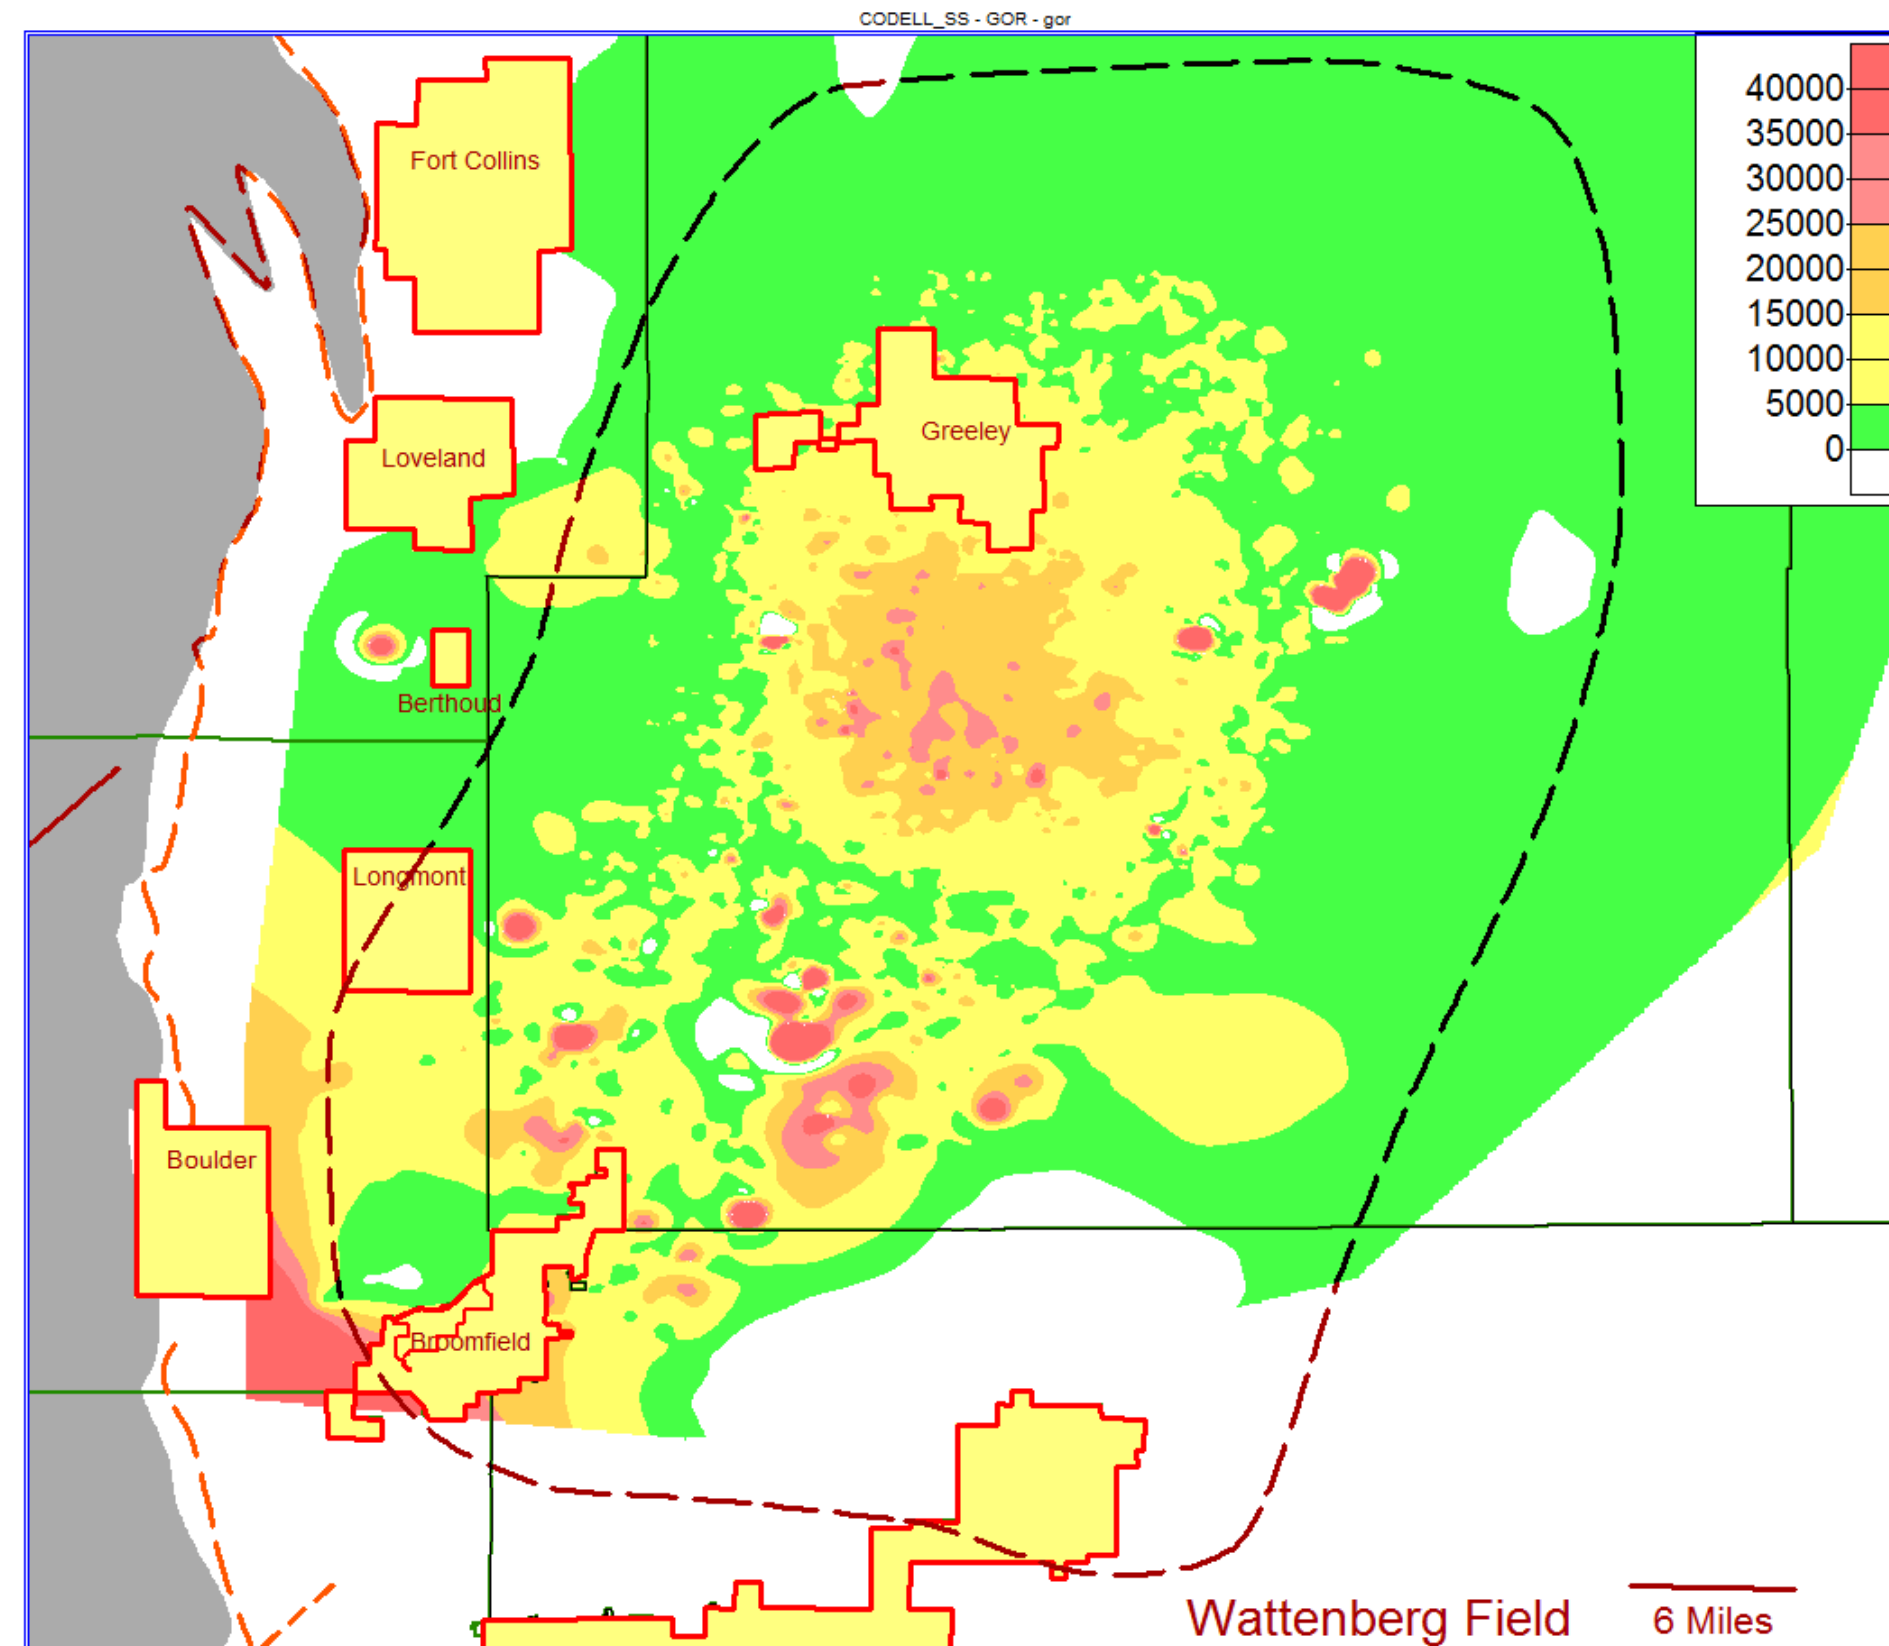 CODELL_SS - GOR - gor
40000
35000
30000
25000
20000
15000
10000
5000
0
Fort Collins
Greeley
Loveland
Berthoud
Longmont
Boulder
Broomfield
Wattenberg Field
6 Miles